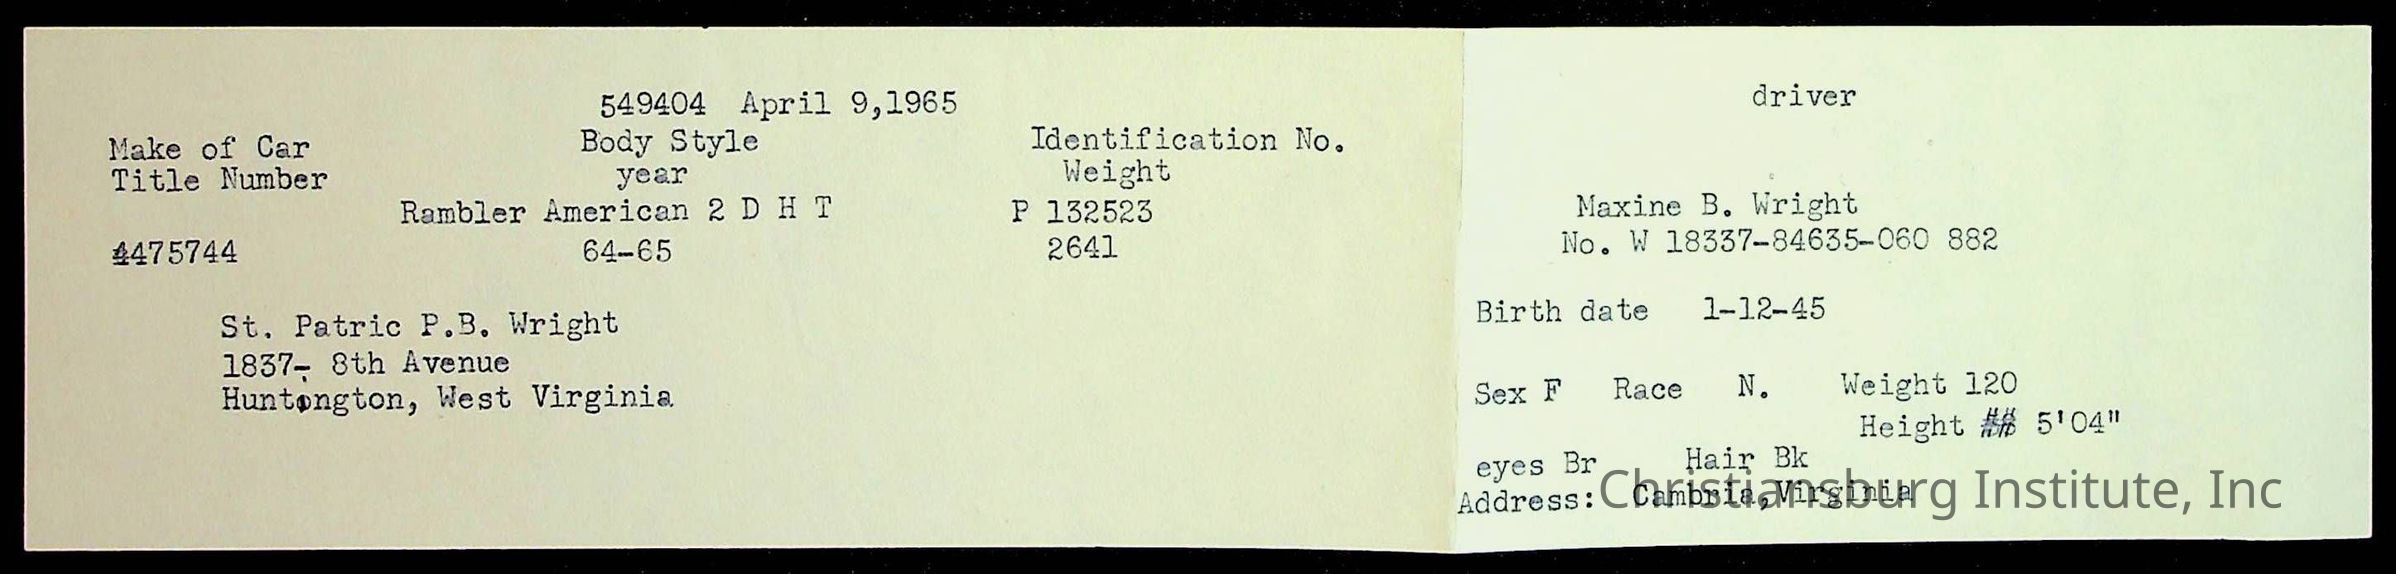 549404 April 9,1965
Make of Car Body Style Identification No.
Title Number year Weight
Rambler American 2 D H T P 132523
4475744 64-65 2641
St. Patric P.B. Wright
1837- 8th Avenue
Huntington, West Virginia
driver
Maxine B. Wright
No. W 18337-84635-060 882
Birth date 1-12-45
Sex F Race N. Weight 120
Height ## 5'04"
eyes Br Hair Bk
Address: Cambria,Virginia
Christiansburg Institute, Inc